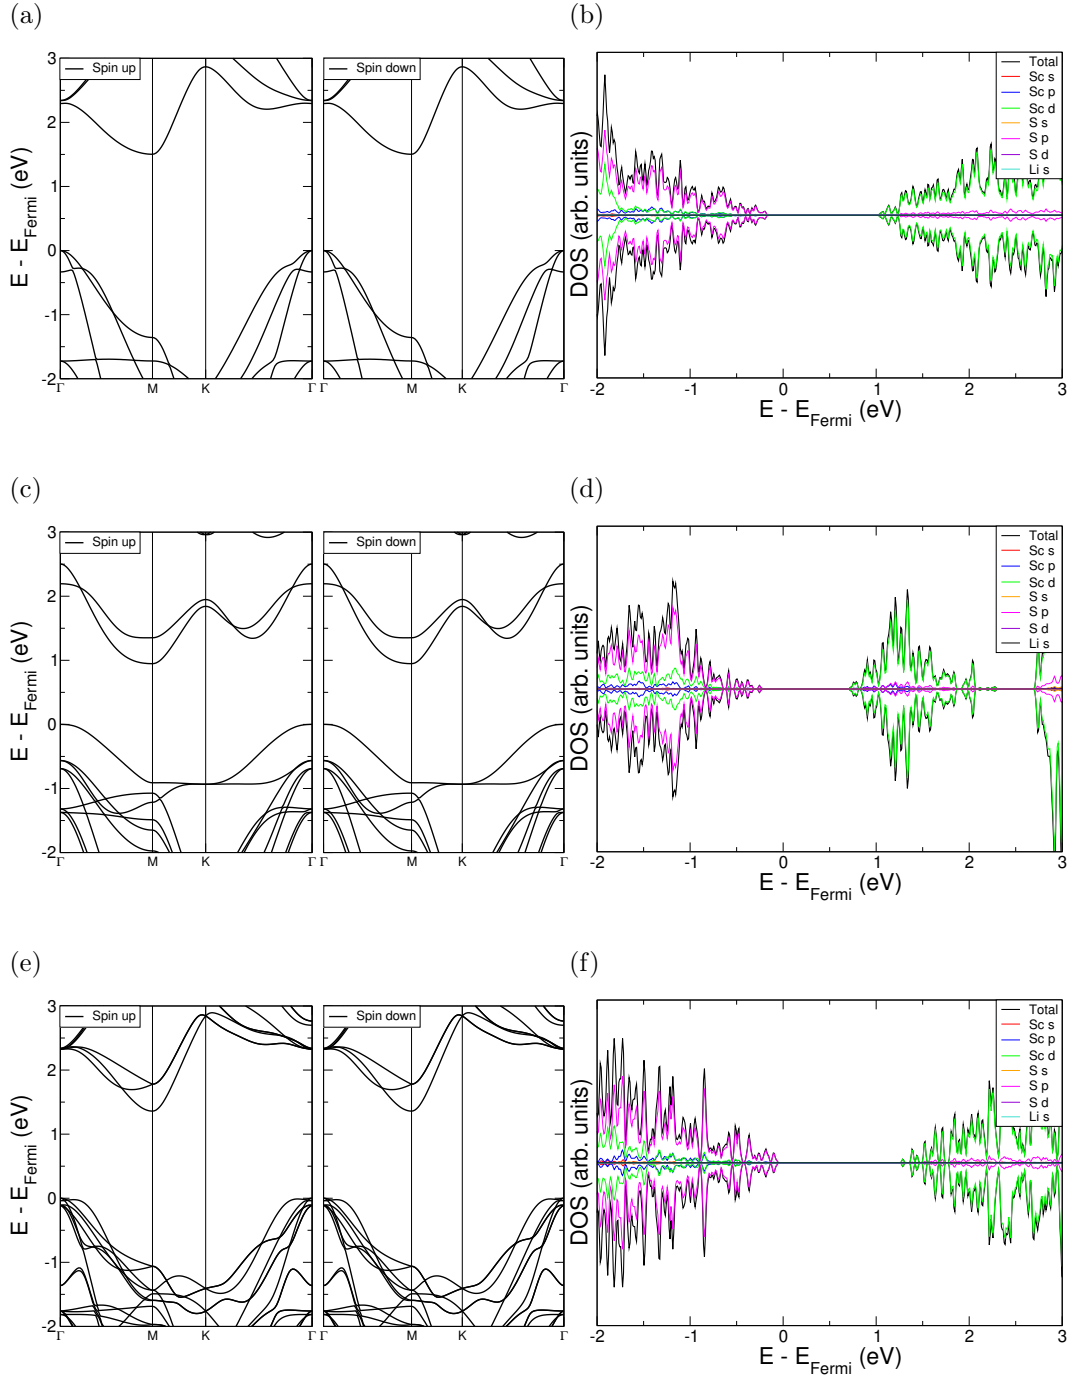 (a)
E - E_Fermi (eV)
3
2
1
0
-1
-2
Spin up
Γ M K
Spin down
Γ M K Γ
(b)
DOS (arb. units)
Total
Sc s
Sc p
Sc d
S s
S p
S d
Li s
-2 -1 0 1 2 3
E - E_Fermi (eV)
(c)
E - E_Fermi (eV)
3
2
1
0
-1
-2
Spin up
Γ M K
Spin down
Γ M K Γ
(d)
DOS (arb. units)
Total
Sc s
Sc p
Sc d
S s
S p
S d
Li s
-2 -1 0 1 2 3
E - E_Fermi (eV)
(e)
E - E_Fermi (eV)
3
2
1
0
-1
-2
Spin up
Γ M K
Spin down
Γ M K Γ
(f)
DOS (arb. units)
Total
Sc s
Sc p
Sc d
S s
S p
S d
Li s
-2 -1 0 1 2 3
E - E_Fermi (eV)